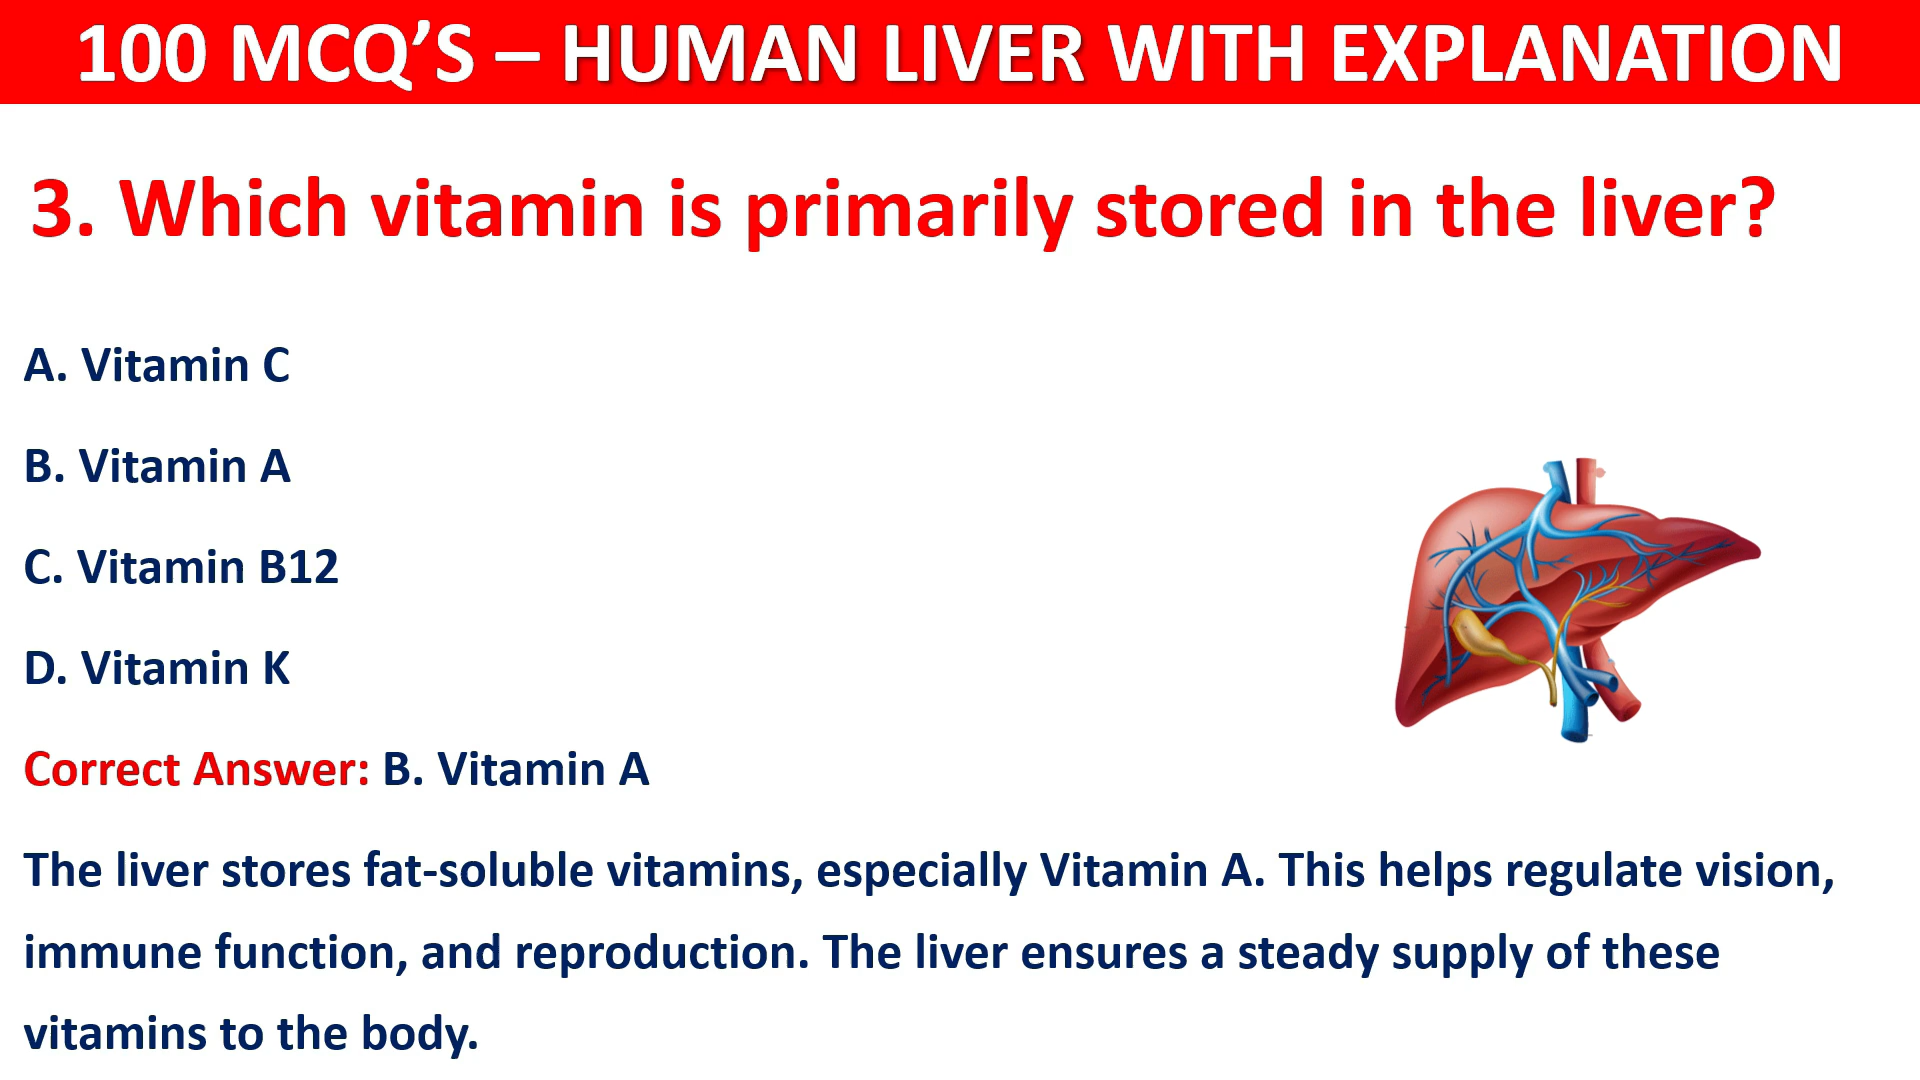 100 MCQ’S – HUMAN LIVER WITH EXPLANATION
3. Which vitamin is primarily stored in the liver?
A. Vitamin C
B. Vitamin A
C. Vitamin B12
D. Vitamin K
Correct Answer: B. Vitamin A
The liver stores fat-soluble vitamins, especially Vitamin A. This helps regulate vision,
immune function, and reproduction. The liver ensures a steady supply of these
vitamins to the body.